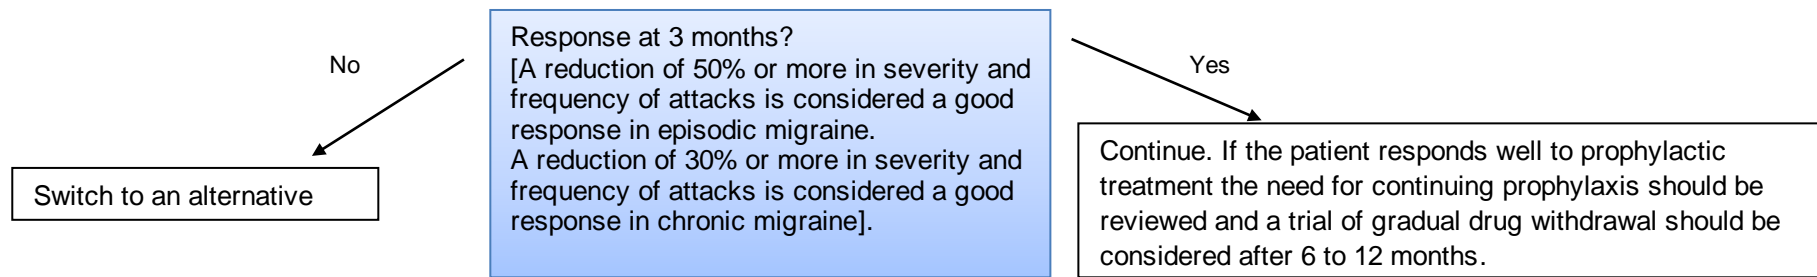 No
Response at 3 months?
[A reduction of 50% or more in severity and
frequency of attacks is considered a good
response in episodic migraine.
A reduction of 30% or more in severity and
frequency of attacks is considered a good
response in chronic migraine].
Yes
Switch to an alternative
Continue. If the patient responds well to prophylactic
treatment the need for continuing prophylaxis should be
reviewed and a trial of gradual drug withdrawal should be
considered after 6 to 12 months.